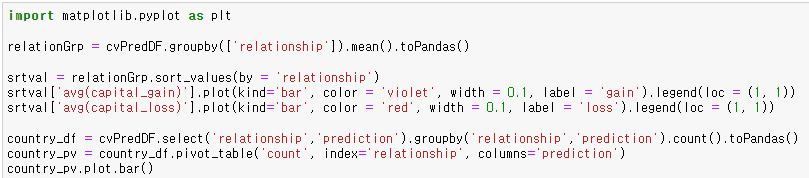 import matplotlib.pyplot as plt
relationGrp = cvPredDF.groupby(['relationship']).mean().toPandas()
srtval = relationGrp.sort_values(by = 'relationship')
srtval['avg(capital_gain)'].plot(kind='bar', color = 'violet', width = 0.1, label = 'gain').legend(loc = (1, 1))
srtval['avg(capital_loss)'].plot(kind='bar', color = 'red', width = 0.1, label = 'loss').legend(loc = (1, 1))
country_df = cvPredDF.select('relationship','prediction').groupby('relationship','prediction').count().toPandas()
country_pv = country_df.pivot_table('count', index='relationship', columns='prediction')
country_pv.plot.bar()